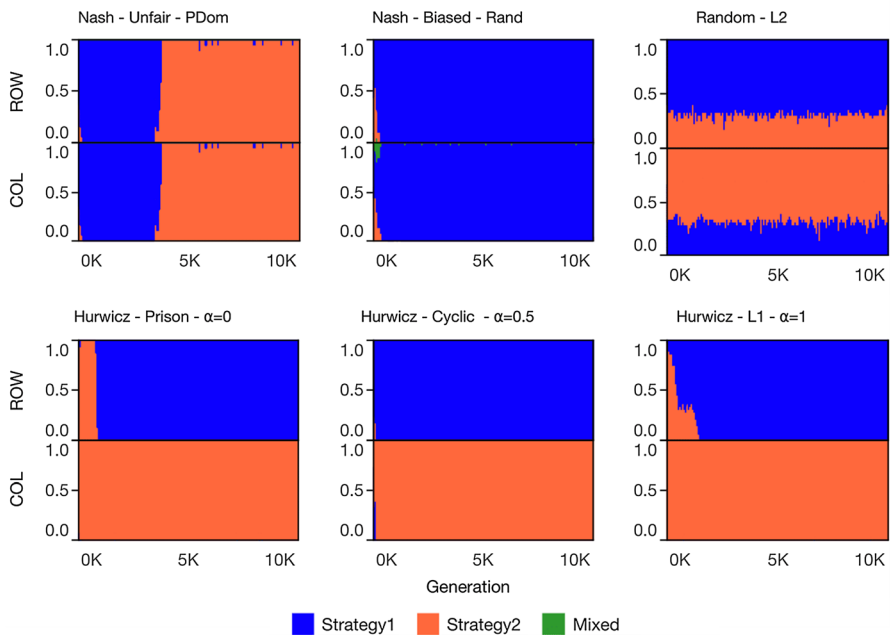 Nash - Unfair - PDom
Nash - Biased - Rand
Random - L2
ROW
1.0
0.5
0.0
1.0
0.5
0.0
1.0
0.5
0.0
COL
1.0
0.5
0.0
1.0
0.5
0.0
1.0
0.5
0.0
0K 5K 10K
0K 5K 10K
0K 5K 10K
Hurwicz - Prison - α=0
Hurwicz - Cyclic - α=0.5
Hurwicz - L1 - α=1
ROW
1.0
0.5
0.0
1.0
0.5
0.0
1.0
0.5
0.0
COL
1.0
0.5
0.0
1.0
0.5
0.0
1.0
0.5
0.0
0K 5K 10K
0K 5K 10K
0K 5K 10K
Generation
Strategy1 Strategy2 Mixed